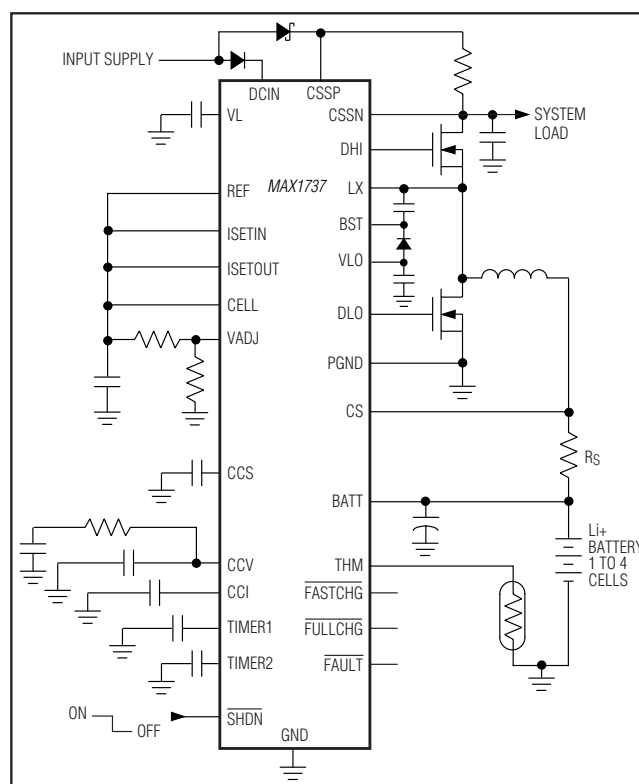 INPUT SUPPLY
DCIN
CSSP
VL
CSSN
SYSTEM
LOAD
DHI
MAX1737
REF
LX
ISETIN
BST
ISETOUT
VLO
CELL
DLO
VADJ
PGND
CS
RS
CCS
BATT
Li+
BATTERY
1 TO 4
CELLS
THM
CCV
FASTCHG
CCI
FULLCHG
TIMER1
TIMER2
FAULT
ON
OFF
SHDN
GND